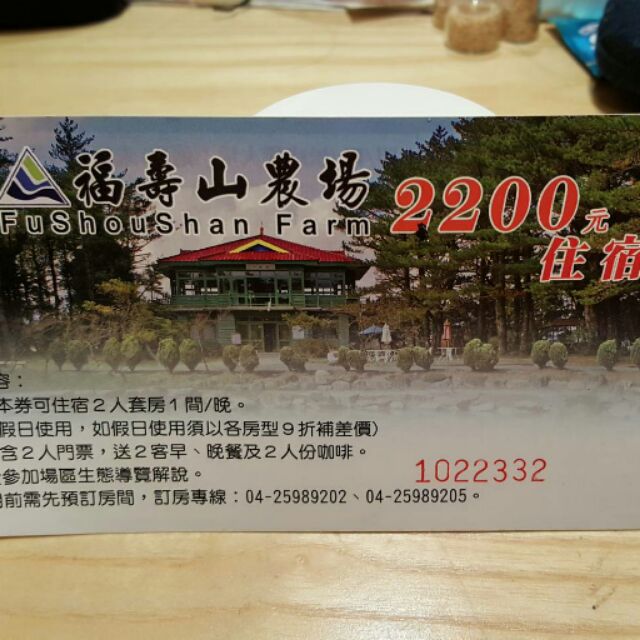 福壽山農場
FuShouShan Farm
2200元
住宿
容：
本券可住宿2人套房1間/晚。
假日使用，如假日使用須以各房型9折補差價)
含2人門票，送2客早、晚餐及2人份咖啡。
參加場區生態導覽解說。
前需先預訂房間，訂房專線：04-25989202、04-25989205。
1022332